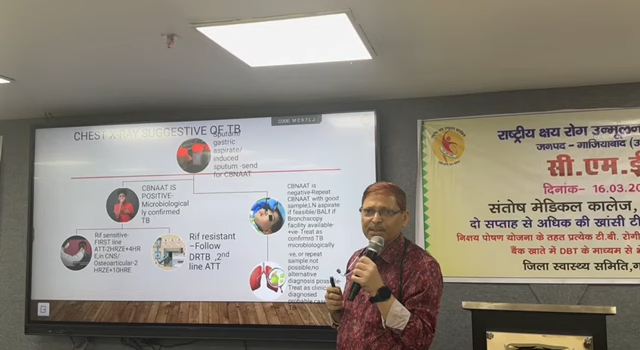 CHEST X-RAY SUGGESTIVE OF TB
sputum/
gastric
aspirate/
induced
sputum -send
for CBNAAT
CBNAAT IS
POSITIVE-
Microbiological
ly confirmed
TB
CBNAAT is
negative-Repeat
CBNAAT with good
sample,LN aspirate
if feasible/BALf if
Bronchacopy
facility available
+ve-Treat as
confirmed TB
microbiologically
Rif sensitive-
FIRST line
ATT-2HRZE+4HR
E,in CNS/
Osteoarticular-2
HRZE+10HRE
Rif resistant
–Follow
DRTB ,2nd
line ATT
-ve, or repeat
sample not
possible,no
alternative
diagnosis
Treat as
diagnosed
राष्ट्रीय क्षय रोग उन्मूलन
जनपद - गाजियाबाद
सी.एम.ई
दिनांक- 16.03.20
संतोष मेडिकल कालेज,
दो सप्ताह से अधिक की खांसी टी
निक्षय पोषण योजना के तहत प्रत्येक टी.बी. रोगी
बैंक खाते में DBT के माध्यम से
जिला स्वास्थ्य समिति,